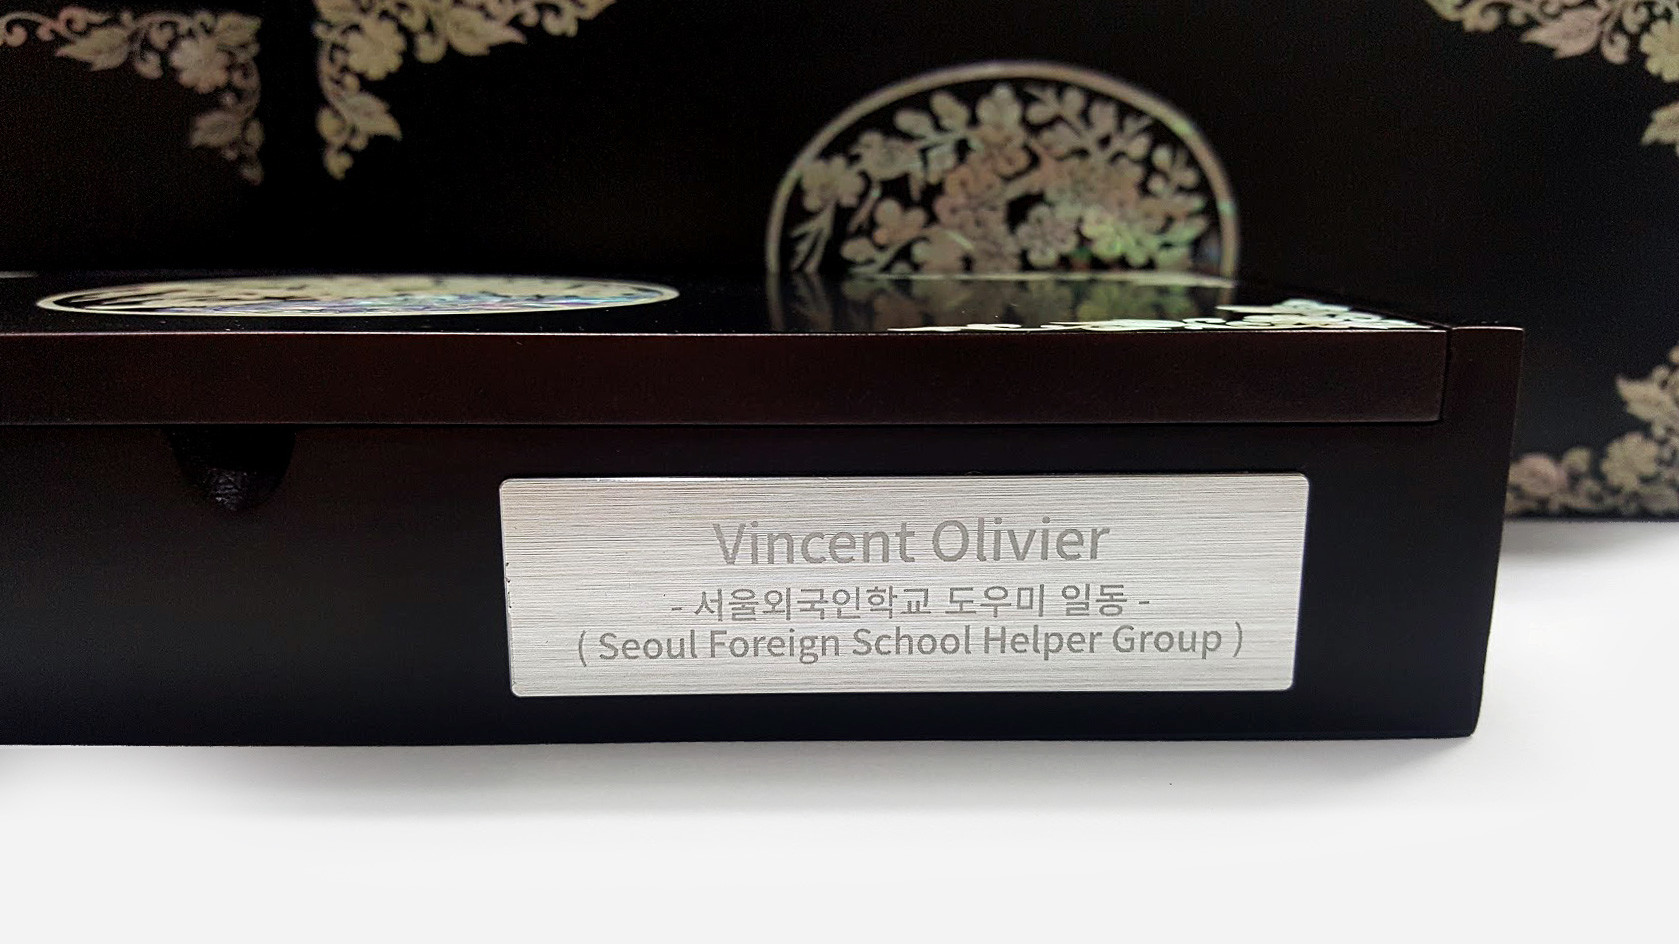 Vincent Olivier
- 서울외국인학교 도우미 일동 -
( Seoul Foreign School Helper Group )